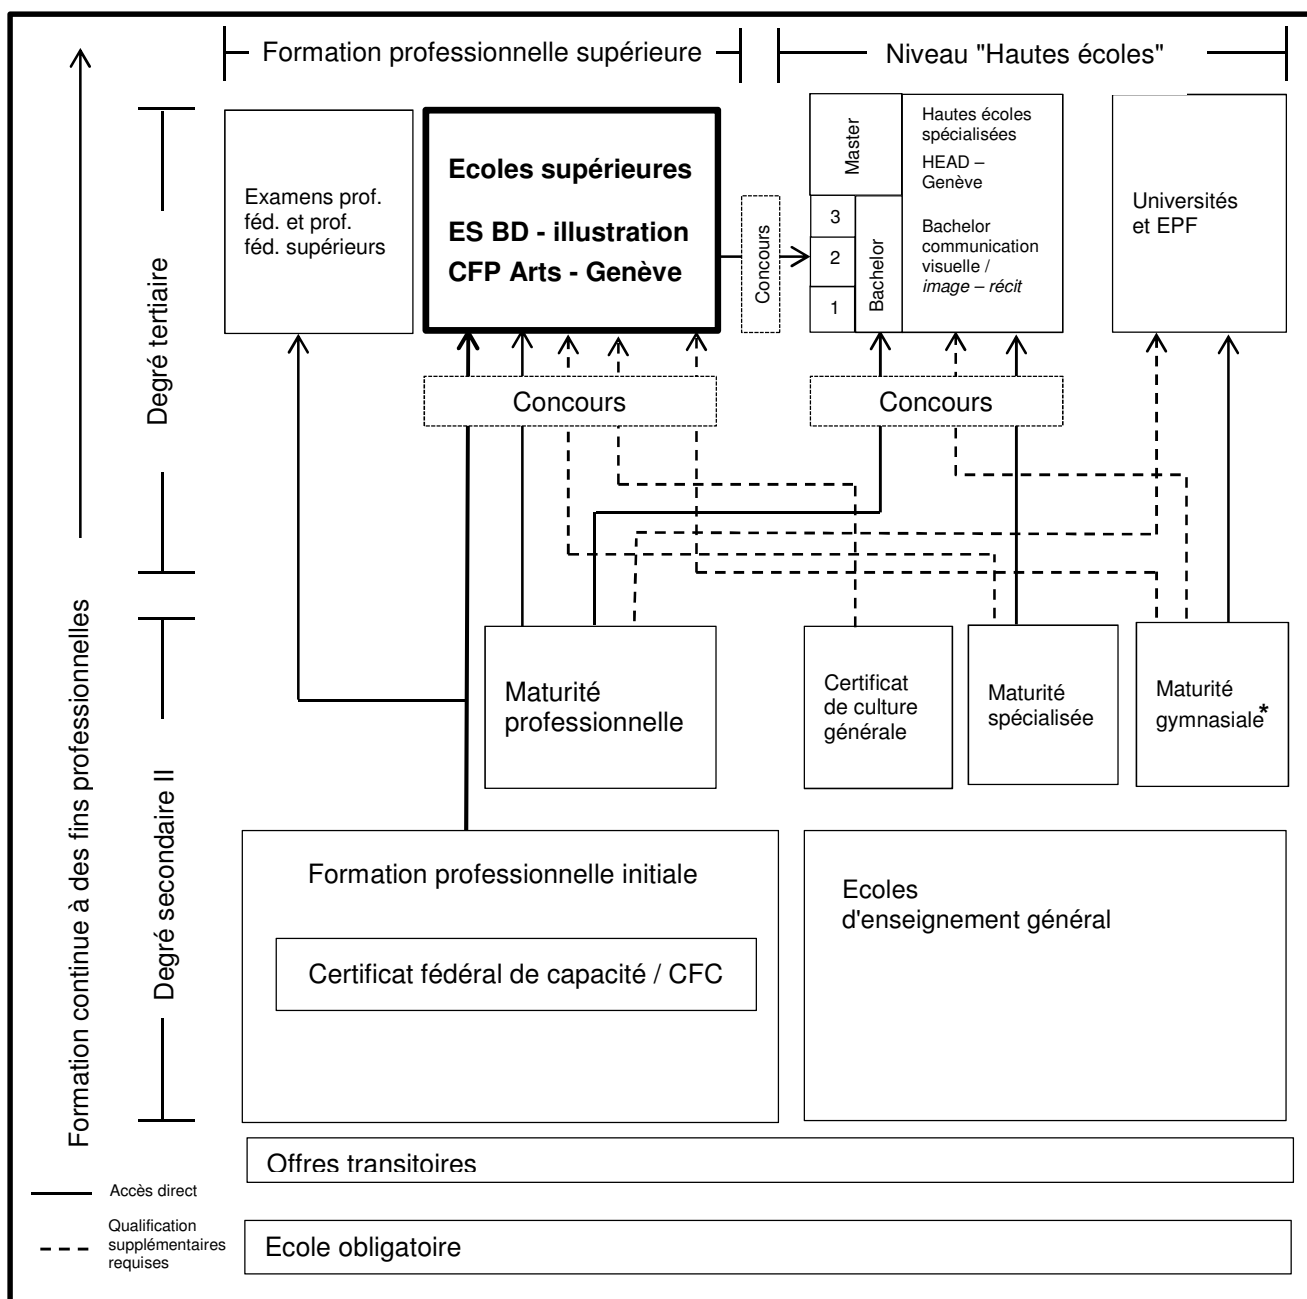 Formation professionnelle supérieure
Niveau "Hautes écoles"
Formation continue à des fins professionnelles
Degré tertiaire
Degré secondaire II
Examens prof.
féd. et prof.
féd. supérieurs
Ecoles supérieures
ES BD - illustration
CFP Arts - Genève
Concours
Master
3
2
1
Bachelor
Hautes écoles
spécialisées
HEAD –
Genève
Bachelor
communication
visuelle /
image – récit
Universités
et EPF
Concours
Concours
Maturité
professionnelle
Certificat
de culture
générale
Maturité
spécialisée
Maturité
gymnasiale*
Formation professionnelle initiale
Certificat fédéral de capacité / CFC
Ecoles
d'enseignement général
Offres transitoires
Accès direct
Qualification
supplémentaires
requises
Ecole obligatoire